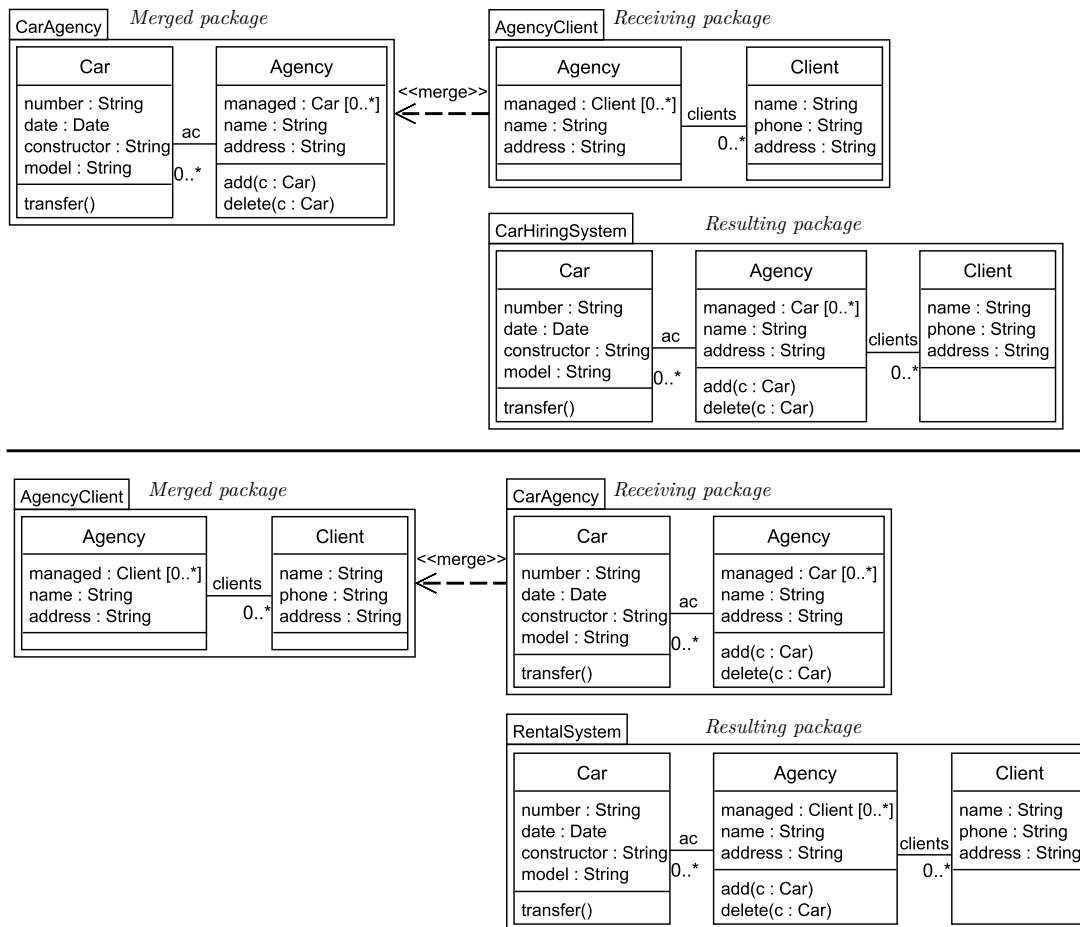 CarAgency
Merged package
Car
number : String
date : Date
constructor : String
model : String
transfer()
ac
0..*
Agency
managed : Car [0..*]
name : String
address : String
add(c : Car)
delete(c : Car)
<<merge>>
AgencyClient
Receiving package
Agency
managed : Client [0..*]
name : String
address : String
clients
0..*
Client
name : String
phone : String
address : String
CarHiringSystem
Resulting package
Car
number : String
date : Date
constructor : String
model : String
transfer()
ac
0..*
Agency
managed : Car [0..*]
name : String
address : String
add(c : Car)
delete(c : Car)
clients
0..*
Client
name : String
phone : String
address : String
AgencyClient
Merged package
Agency
managed : Client [0..*]
name : String
address : String
clients
0..*
Client
name : String
phone : String
address : String
<<merge>>
CarAgency
Receiving package
Car
number : String
date : Date
constructor : String
model : String
transfer()
ac
0..*
Agency
managed : Car [0..*]
name : String
address : String
add(c : Car)
delete(c : Car)
RentalSystem
Resulting package
Car
number : String
date : Date
constructor : String
model : String
transfer()
ac
0..*
Agency
managed : Client [0..*]
name : String
address : String
add(c : Car)
delete(c : Car)
clients
0..*
Client
name : String
phone : String
address : String